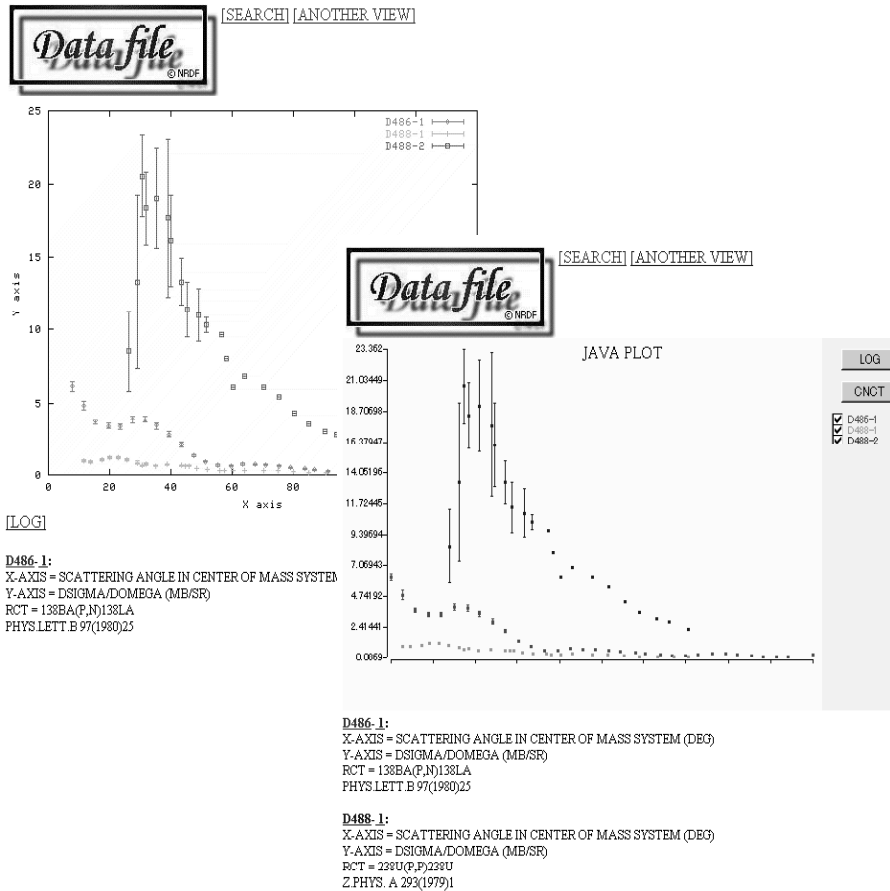 [SEARCH] [ANOTHER VIEW]
Data file
© NRDF
25
20
15
10
5
0
Y axis
D486-1
D488-1
D488-2
0 20 40 60 80
X axis
[LOG]
D486-1:
X-AXIS = SCATTERING ANGLE IN CENTER OF MASS SYSTEM
Y-AXIS = DSIGMA/DOMEGA (MB/SR)
RCT = 138BA(P,N)138LA
PHYS.LETT.B 97(1980)25
[SEARCH] [ANOTHER VIEW]
Data file
© NRDF
JAVA PLOT
23.362
21.03449
18.70698
16.37947
14.05196
11.72445
9.39694
7.06943
4.74192
2.41441
0.0869
LOG
CNCT
D486-1
D488-1
D488-2
D486-1:
X-AXIS = SCATTERING ANGLE IN CENTER OF MASS SYSTEM (DEG)
Y-AXIS = DSIGMA/DOMEGA (MB/SR)
RCT = 138BA(P,N)138LA
PHYS.LETT.B 97(1980)25
D488-1:
X-AXIS = SCATTERING ANGLE IN CENTER OF MASS SYSTEM (DEG)
Y-AXIS = DSIGMA/DOMEGA (MB/SR)
RCT = 238U(P,P)238U
Z.PHYS. A 293(1979)1